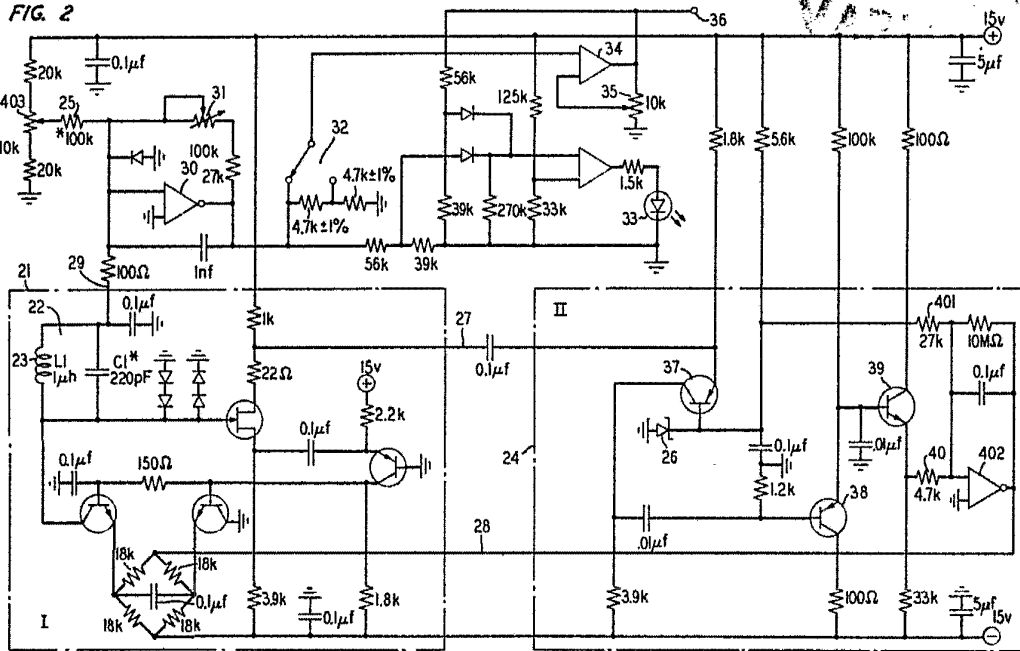 FIG. 2
36
15v
20k
0.1μf
34
5μf
403
25
31
56k
125k
35
10k
*100k
100k
32
1.8k
5.6k
100k
100Ω
10k
20k
30
27k
4.7k±1%
1.5k
4.7k±1%
39k
270k
33k
33
1nf
56k
39k
29
100Ω
21
0.1μf
22
II
401
1k
27
27k
10MΩ
23
L1
1μh
C1*
220pF
22Ω
0.1μf
37
39
0.1μf
15v
2.2k
0.1μf
26
24
0.1μf
.01μf
40
402
0.1μf
150Ω
1.2k
4.7k
38
.01μf
28
18k
18k
0.1μf
3.9k
0.1μf
1.8k
3.9k
100Ω
33k
5μf
18k
18k
I
15v